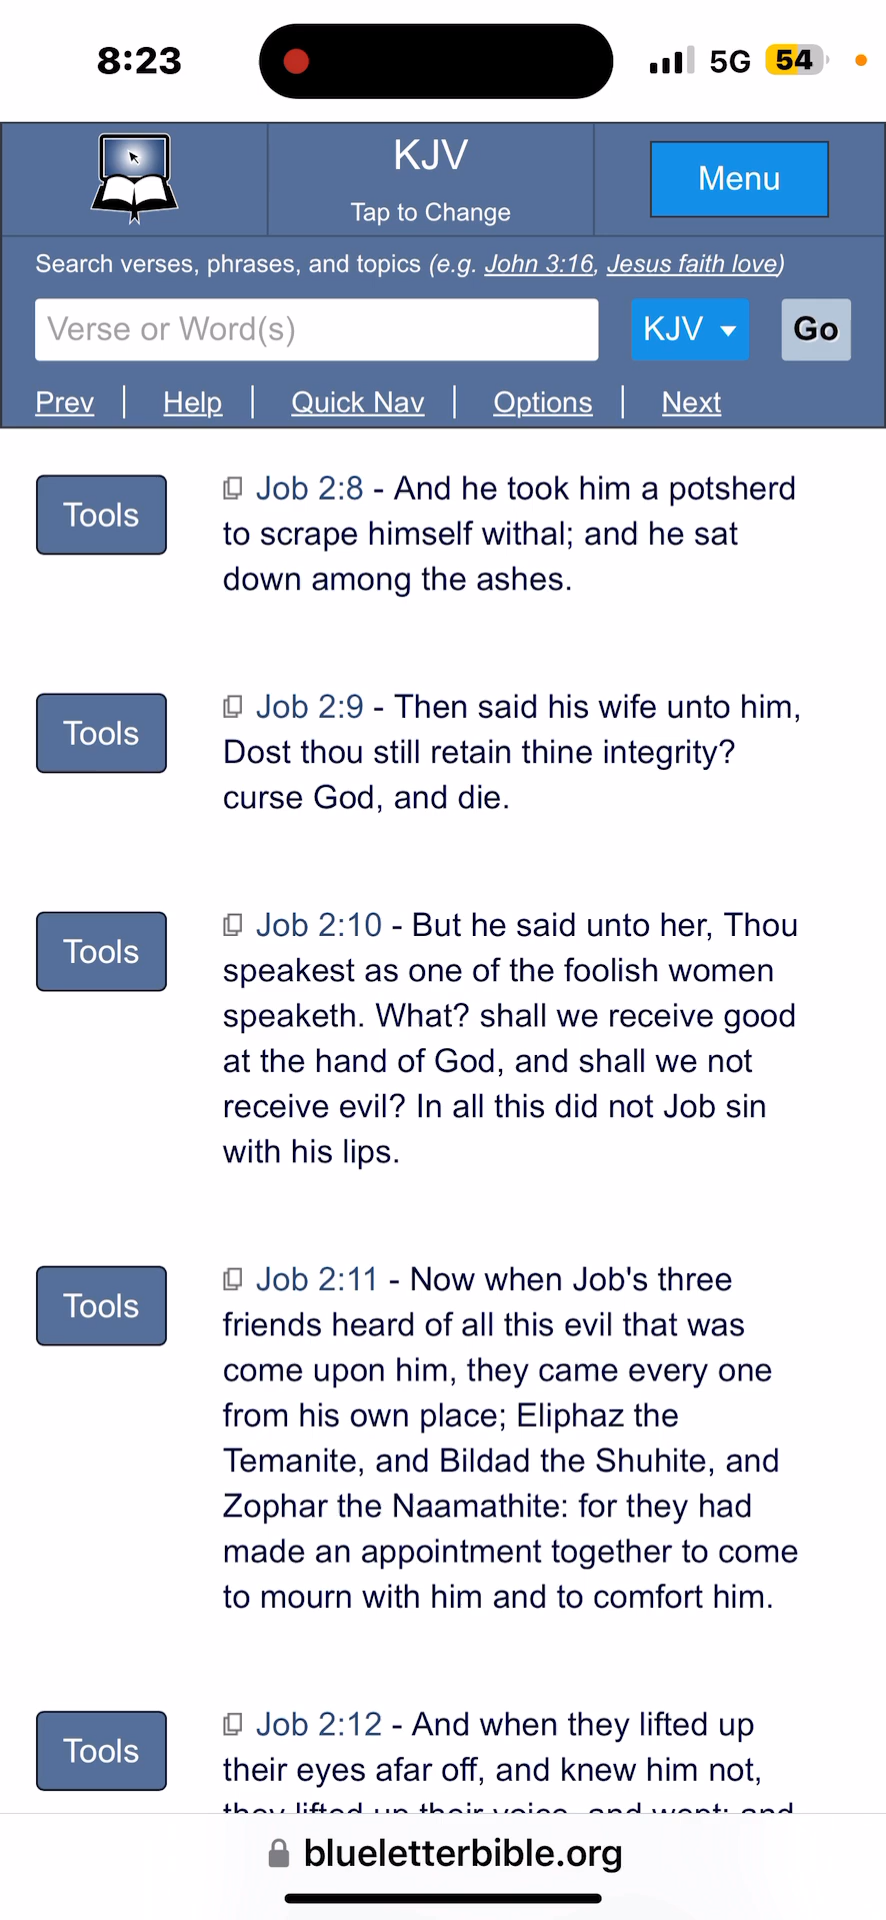 8:23
5G 54
KJV
Tap to Change
Menu
Search verses, phrases, and topics (e.g. John 3:16, Jesus faith love)
Verse or Word(s)
KJV
Go
Prev | Help | Quick Nav | Options | Next
Tools
Job 2:8 - And he took him a potsherd
to scrape himself withal; and he sat
down among the ashes.
Tools
Job 2:9 - Then said his wife unto him,
Dost thou still retain thine integrity?
curse God, and die.
Tools
Job 2:10 - But he said unto her, Thou
speakest as one of the foolish women
speaketh. What? shall we receive good
at the hand of God, and shall we not
receive evil? In all this did not Job sin
with his lips.
Tools
Job 2:11 - Now when Job's three
friends heard of all this evil that was
come upon him, they came every one
from his own place; Eliphaz the
Temanite, and Bildad the Shuhite, and
Zophar the Naamathite: for they had
made an appointment together to come
to mourn with him and to comfort him.
Tools
Job 2:12 - And when they lifted up
their eyes afar off, and knew him not,
they lifted up their voice, and wept; and
blueletterbible.org